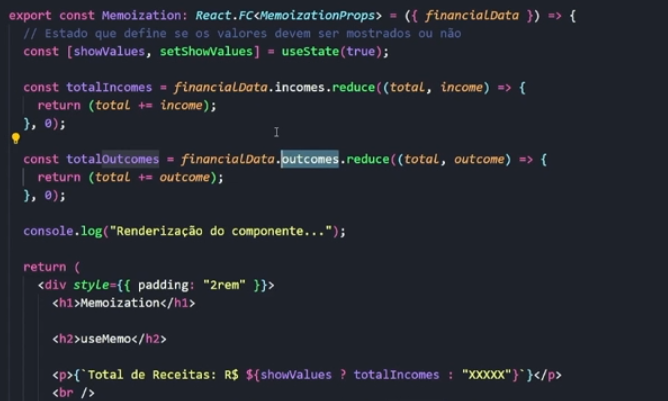 export const Memoization: React.FC<MemoizationProps> = ({ financialData }) => {
// Estado que define se os valores devem ser mostrados ou não
const [showValues, setShowValues] = useState(true);
const totalIncomes = financialData.incomes.reduce((total, income) => {
return (total += income);
}, 0);
const totalOutcomes = financialData.outcomes.reduce((total, outcome) => {
return (total += outcome);
}, 0);
console.log("Renderização do componente...");
return (
<div style={{ padding: "2rem" }}>
<h1>Memoization</h1>
<h2>useMemo</h2>
<p>{`Total de Receitas: R$ ${showValues ? totalIncomes : "XXXXX"}`}</p>
<br />